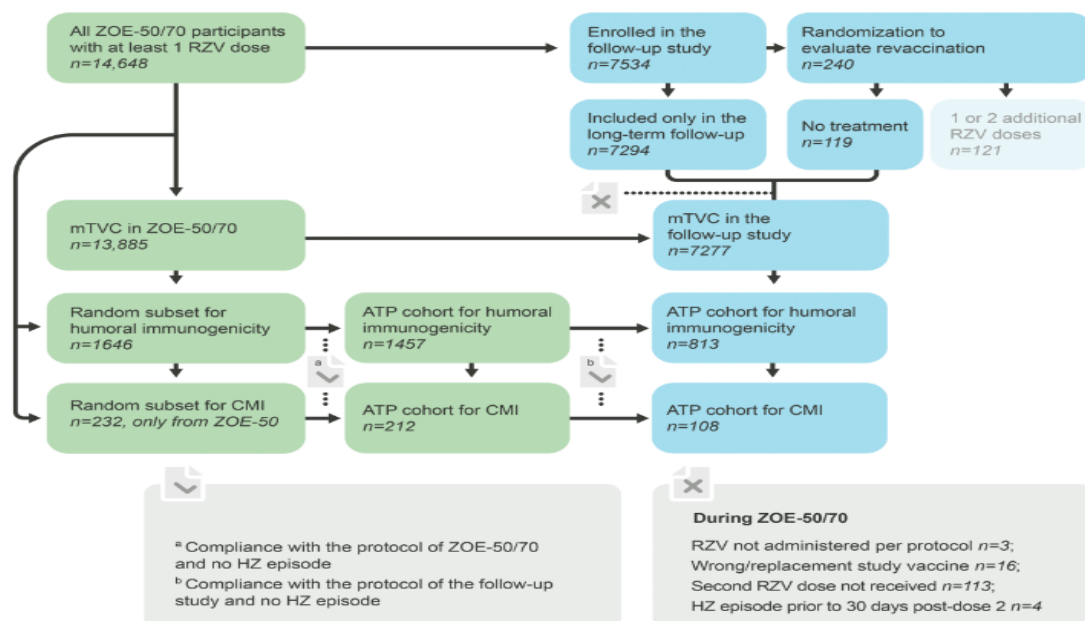 All ZOE-50/70 participants
with at least 1 RZV dose
n=14,648
Enrolled in the
follow-up study
n=7534
Randomization to
evaluate revaccination
n=240
Included only in the
long-term follow-up
n=7294
No treatment
n=119
1 or 2 additional
RZV doses
n=121
mTVC in ZOE-50/70
n=13,885
mTVC in the
follow-up study
n=7277
Random subset for
humoral immunogenicity
n=1646
ATP cohort for humoral
immunogenicity
n=1457
ATP cohort for humoral
immunogenicity
n=813
a
b
Random subset for CMI
n=232, only from ZOE-50
ATP cohort for CMI
n=212
ATP cohort for CMI
n=108
a Compliance with the protocol of ZOE-50/70
and no HZ episode
b Compliance with the protocol of the follow-up
study and no HZ episode
During ZOE-50/70
RZV not administered per protocol n=3;
Wrong/replacement study vaccine n=16;
Second RZV dose not received n=113;
HZ episode prior to 30 days post-dose 2 n=4